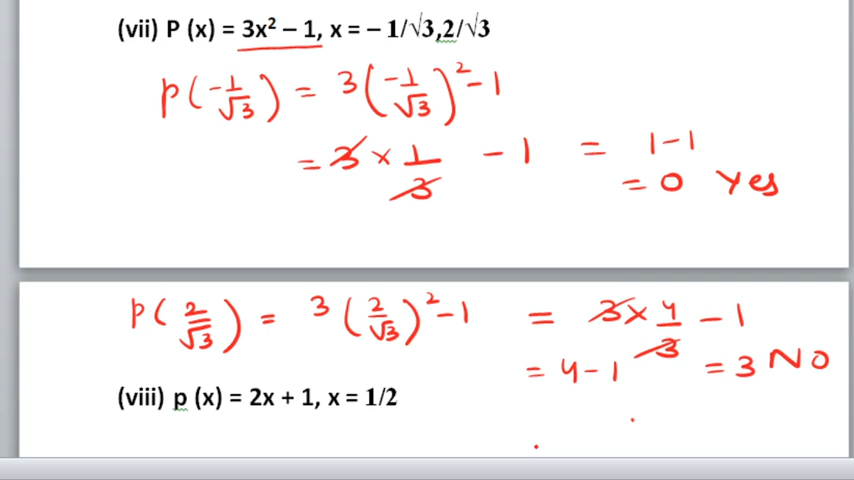 (vii) P (x) = 3x² – 1, x = – 1/√3,2/√3
p(-1/√3) = 3(-1/√3)² -1
= 3 × 1/3 - 1 = 1-1
= 0 Yes
p(2/√3) = 3(2/√3)² -1 = 3 × 4/3 - 1
= 4-1 = 3 NO
(viii) p (x) = 2x + 1, x = 1/2